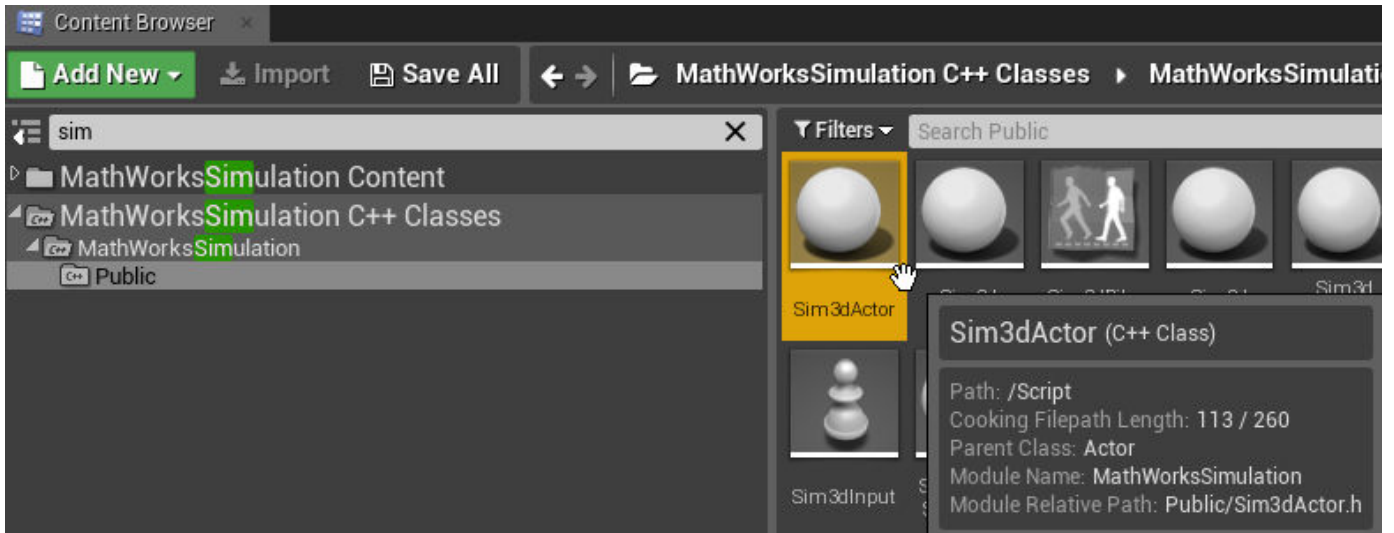 Content Browser
Add New
Import
Save All
MathWorksSimulation C++ Classes
MathWorksSimulati
sim
Filters
Search Public
MathWorksSimulation Content
MathWorksSimulation C++ Classes
MathWorksSimulation
Public
Sim3dActor
Sim3d
Sim3dInput
Sim3dActor (C++ Class)
Path: /Script
Cooking Filepath Length: 113 / 260
Parent Class: Actor
Module Name: MathWorksSimulation
Module Relative Path: Public/Sim3dActor.h